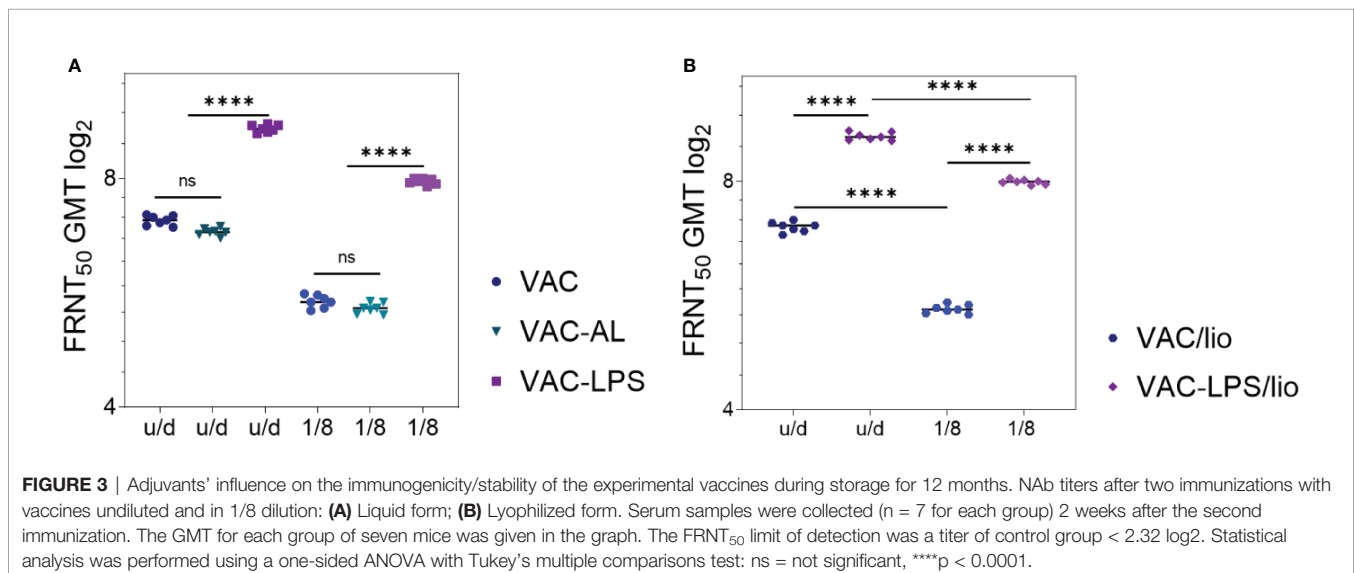 A
B
FRNT50 GMT log2
8
4
ns
****
ns
****
u/d u/d u/d 1/8 1/8 1/8
VAC
VAC-AL
VAC-LPS
FRNT50 GMT log2
8
4
****
****
****
****
u/d u/d 1/8 1/8
VAC/lio
VAC-LPS/lio
FIGURE 3 | Adjuvants' influence on the immunogenicity/stability of the experimental vaccines during storage for 12 months. NAb titers after two immunizations with
vaccines undiluted and in 1/8 dilution: (A) Liquid form; (B) Lyophilized form. Serum samples were collected (n = 7 for each group) 2 weeks after the second
immunization. The GMT for each group of seven mice was given in the graph. The FRNT50 limit of detection was a titer of control group < 2.32 log2. Statistical
analysis was performed using a one-sided ANOVA with Tukey's multiple comparisons test: ns = not significant, ****p < 0.0001.